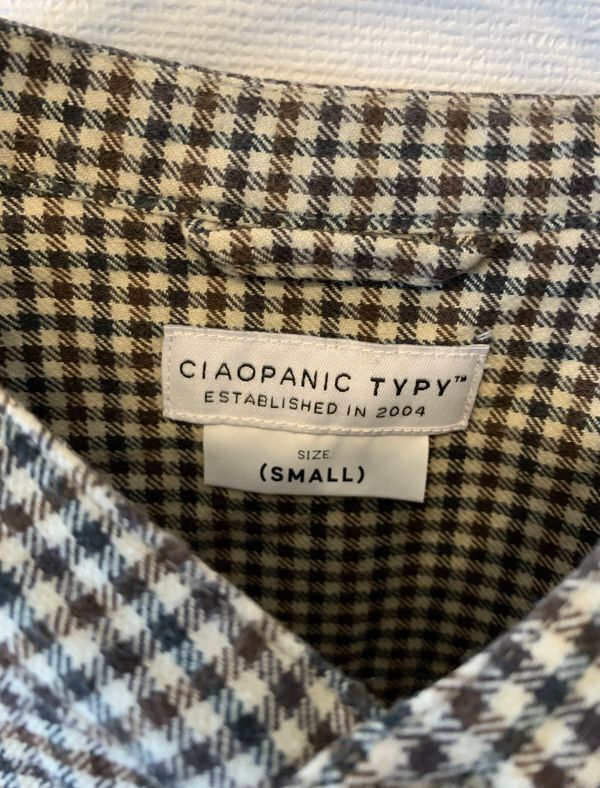 CIAOPANIC TYPY™
ESTABLISHED IN 2004
SIZE
(SMALL)